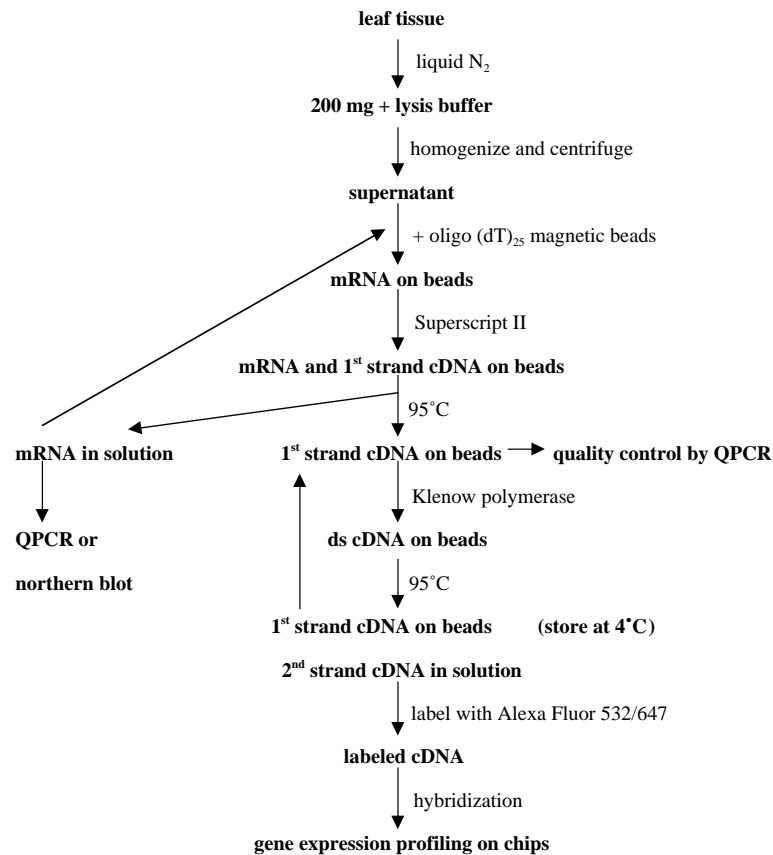 leaf tissue
liquid N₂
200 mg + lysis buffer
homogenize and centrifuge
supernatant
+ oligo (dT)₂₅ magnetic beads
mRNA on beads
Superscript II
mRNA and 1ˢᵗ strand cDNA on beads
95˚C
mRNA in solution
1ˢᵗ strand cDNA on beads
quality control by QPCR
Klenow polymerase
QPCR or
northern blot
ds cDNA on beads
95˚C
1ˢᵗ strand cDNA on beads (store at 4˚C)
2ⁿᵈ strand cDNA in solution
label with Alexa Fluor 532/647
labeled cDNA
hybridization
gene expression profiling on chips